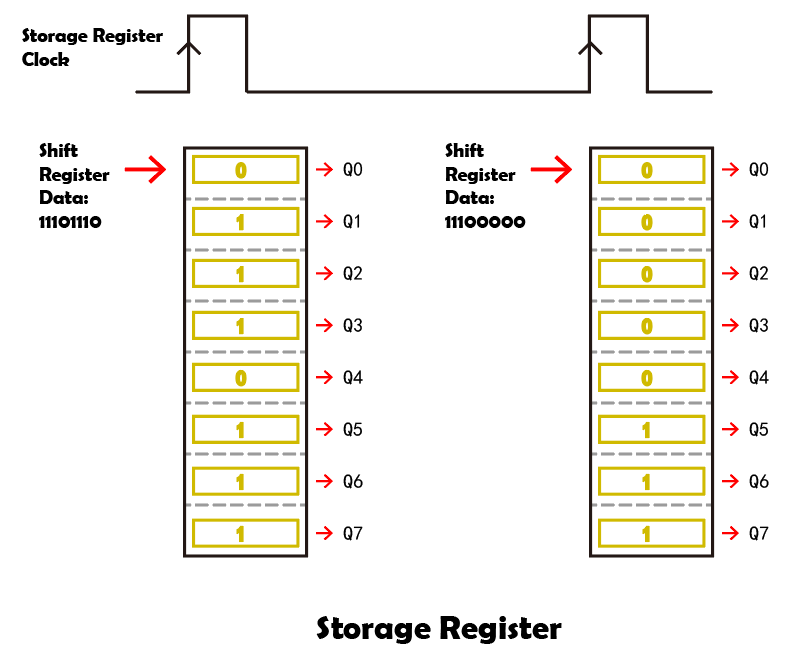 Storage Register
Clock
Shift
Register
Data:
11101110
0 Q0
1 Q1
1 Q2
1 Q3
0 Q4
1 Q5
1 Q6
1 Q7
Shift
Register
Data:
11100000
0 Q0
0 Q1
0 Q2
0 Q3
0 Q4
1 Q5
1 Q6
1 Q7
Storage Register